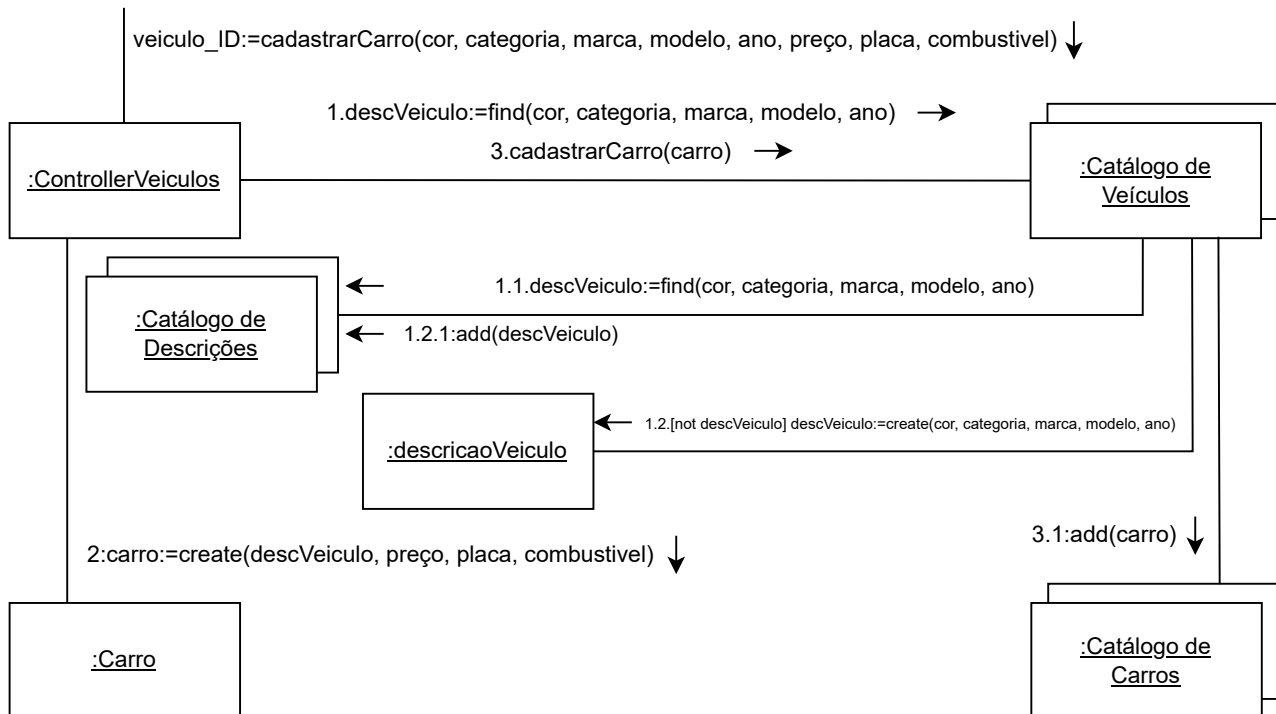 veiculo_ID:=cadastrarCarro(cor, categoria, marca, modelo, ano, preço, placa, combustivel)
1.descVeiculo:=find(cor, categoria, marca, modelo, ano)
3.cadastrarCarro(carro)
:ControllerVeiculos
:Catálogo de
Veículos
1.1.descVeiculo:=find(cor, categoria, marca, modelo, ano)
:Catálogo de
Descrições
1.2.1:add(descVeiculo)
1.2.[not descVeiculo] descVeiculo:=create(cor, categoria, marca, modelo, ano)
:descricaoVeiculo
3.1:add(carro)
2:carro:=create(descVeiculo, preço, placa, combustivel)
:Carro
:Catálogo de
Carros